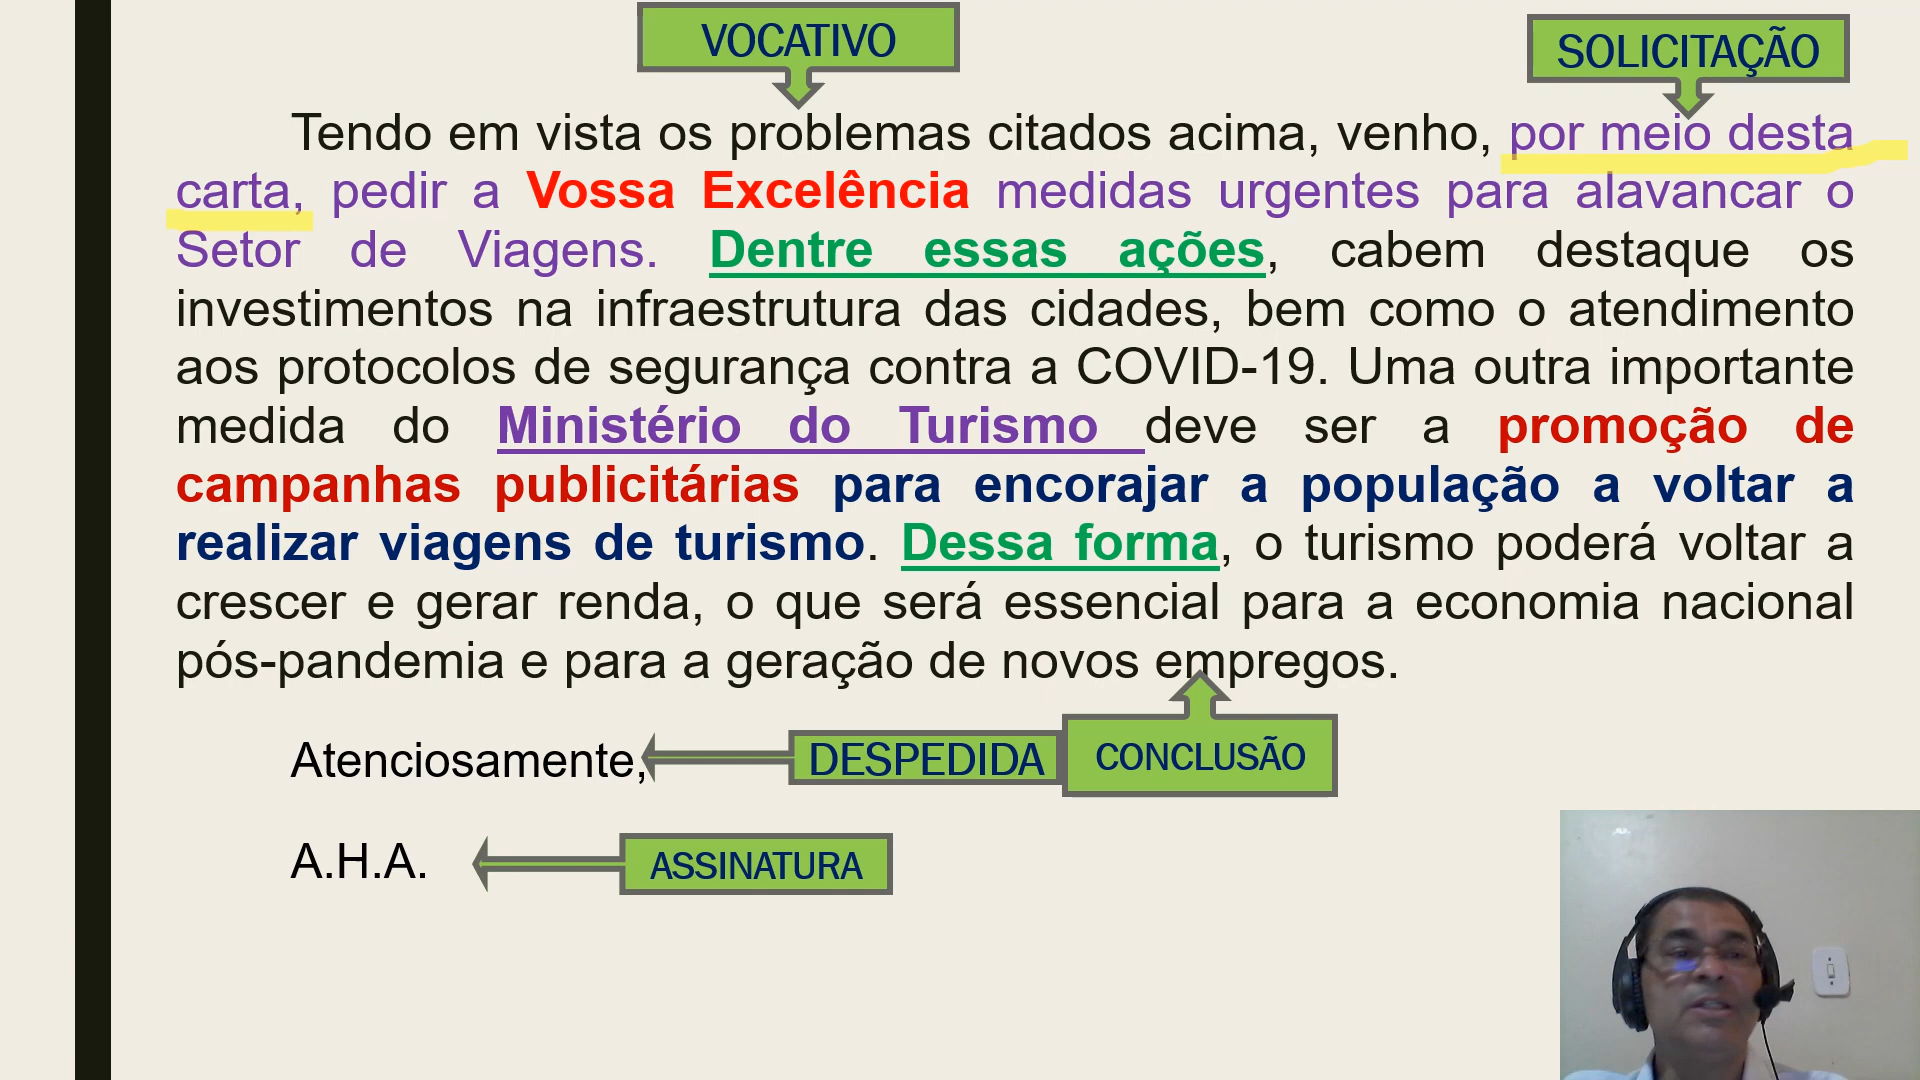 VOCATIVO
SOLICITAÇÃO
Tendo em vista os problemas citados acima, venho, por meio desta
carta, pedir a Vossa Excelência medidas urgentes para alavancar o
Setor de Viagens. Dentre essas ações, cabem destaque os
investimentos na infraestrutura das cidades, bem como o atendimento
aos protocolos de segurança contra a COVID-19. Uma outra importante
medida do Ministério do Turismo deve ser a promoção de
campanhas publicitárias para encorajar a população a voltar a
realizar viagens de turismo. Dessa forma, o turismo poderá voltar a
crescer e gerar renda, o que será essencial para a economia nacional
pós-pandemia e para a geração de novos empregos.
Atenciosamente,
DESPEDIDA
CONCLUSÃO
A.H.A.
ASSINATURA